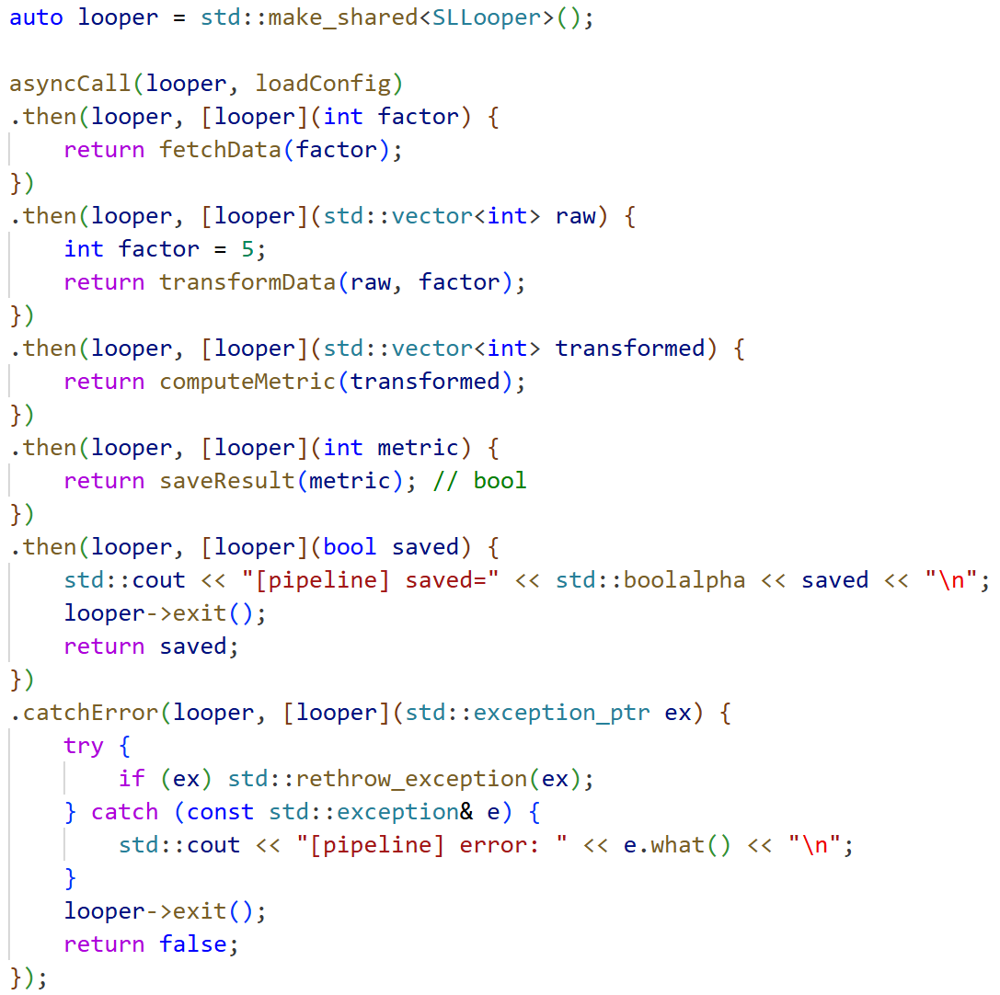 auto looper = std::make_shared<SLLooper>();

asyncCall(looper, loadConfig)
.then(looper, [looper](int factor) {
    return fetchData(factor);
})
.then(looper, [looper](std::vector<int> raw) {
    int factor = 5;
    return transformData(raw, factor);
})
.then(looper, [looper](std::vector<int> transformed) {
    return computeMetric(transformed);
})
.then(looper, [looper](int metric) {
    return saveResult(metric); // bool
})
.then(looper, [looper](bool saved) {
    std::cout << "[pipeline] saved=" << std::boolalpha << saved << "\n";
    looper->exit();
    return saved;
})
.catchError(looper, [looper](std::exception_ptr ex) {
    try {
        if (ex) std::rethrow_exception(ex);
    } catch (const std::exception& e) {
        std::cout << "[pipeline] error: " << e.what() << "\n";
    }
    looper->exit();
    return false;
});